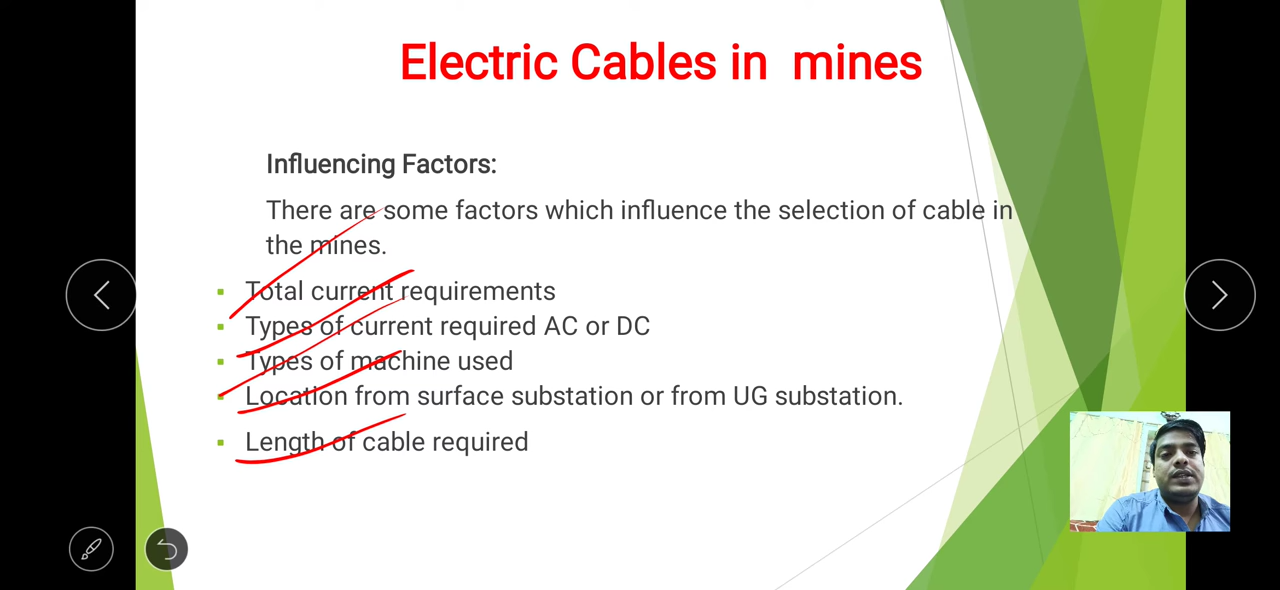 Electric Cables in mines
Influencing Factors:
There are some factors which influence the selection of cable in
the mines.
Total current requirements
Types of current required AC or DC
Types of machine used
Location from surface substation or from UG substation.
Length of cable required